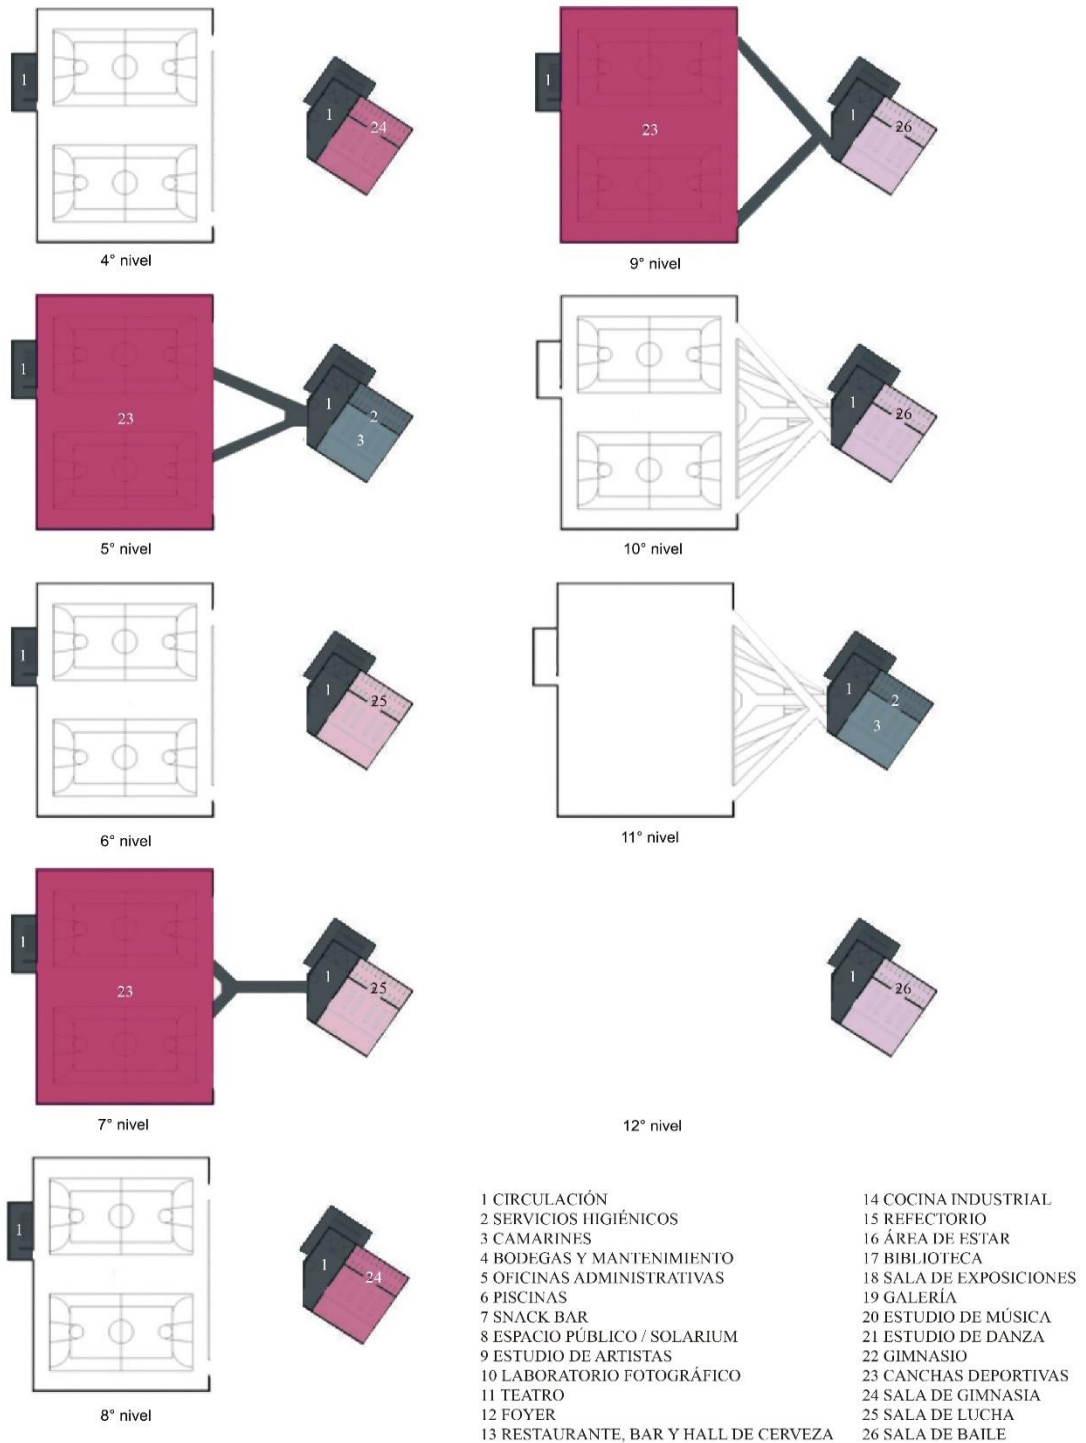 1
1
24
4° nivel
1
23
1
26
9° nivel
1
23
1
2
3
5° nivel
1
26
10° nivel
1
1
25
6° nivel
1
2
3
11° nivel
1
23
1
25
7° nivel
1
26
12° nivel
1
1
24
8° nivel
1 CIRCULACIÓN
2 SERVICIOS HIGIÉNICOS
3 CAMARINES
4 BODEGAS Y MANTENIMIENTO
5 OFICINAS ADMINISTRATIVAS
6 PISCINAS
7 SNACK BAR
8 ESPACIO PÚBLICO / SOLARIUM
9 ESTUDIO DE ARTISTAS
10 LABORATORIO FOTOGRÁFICO
11 TEATRO
12 FOYER
13 RESTAURANTE, BAR Y HALL DE CERVEZA
14 COCINA INDUSTRIAL
15 REFECTORIO
16 ÁREA DE ESTAR
17 BIBLIOTECA
18 SALA DE EXPOSICIONES
19 GALERÍA
20 ESTUDIO DE MÚSICA
21 ESTUDIO DE DANZA
22 GIMNASIO
23 CANCHAS DEPORTIVAS
24 SALA DE GIMNASIA
25 SALA DE LUCHA
26 SALA DE BAILE